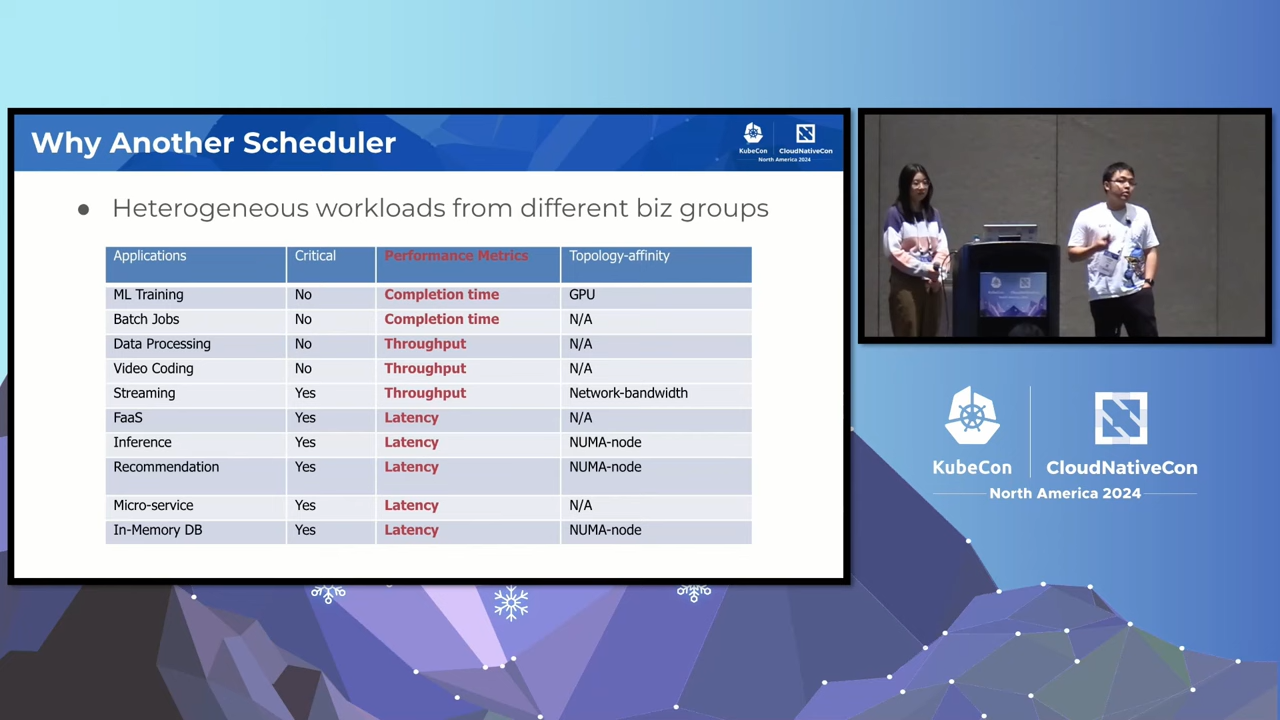 Why Another Scheduler
KubeCon
CloudNativeCon
North America 2024
● Heterogeneous workloads from different biz groups
Applications Critical Performance Metrics Topology-affinity
ML Training No Completion time GPU
Batch Jobs No Completion time N/A
Data Processing No Throughput N/A
Video Coding No Throughput N/A
Streaming Yes Throughput Network-bandwidth
FaaS Yes Latency N/A
Inference Yes Latency NUMA-node
Recommendation Yes Latency NUMA-node
Micro-service Yes Latency N/A
In-Memory DB Yes Latency NUMA-node
KubeCon
CloudNativeCon
North America 2024